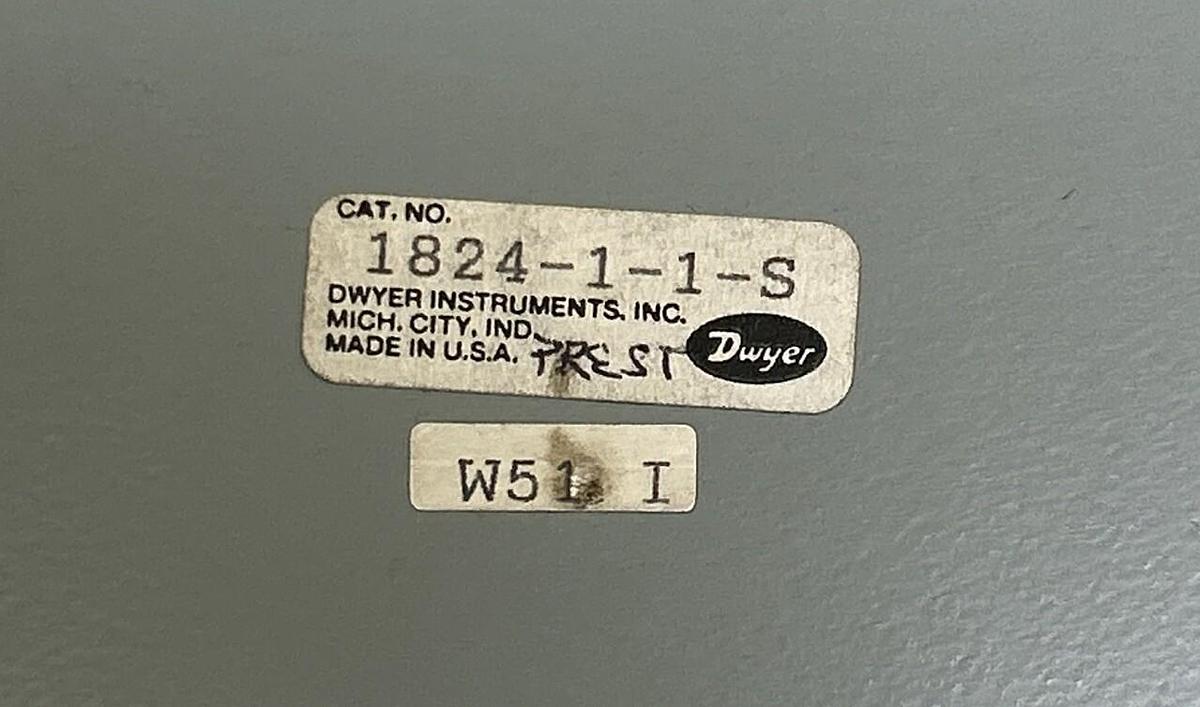 CAT. NO.
1824-1-1-S
DWYER INSTRUMENTS, INC.
MICH. CITY, IND.
MADE IN U.S.A. PREST Dwyer
W51 I